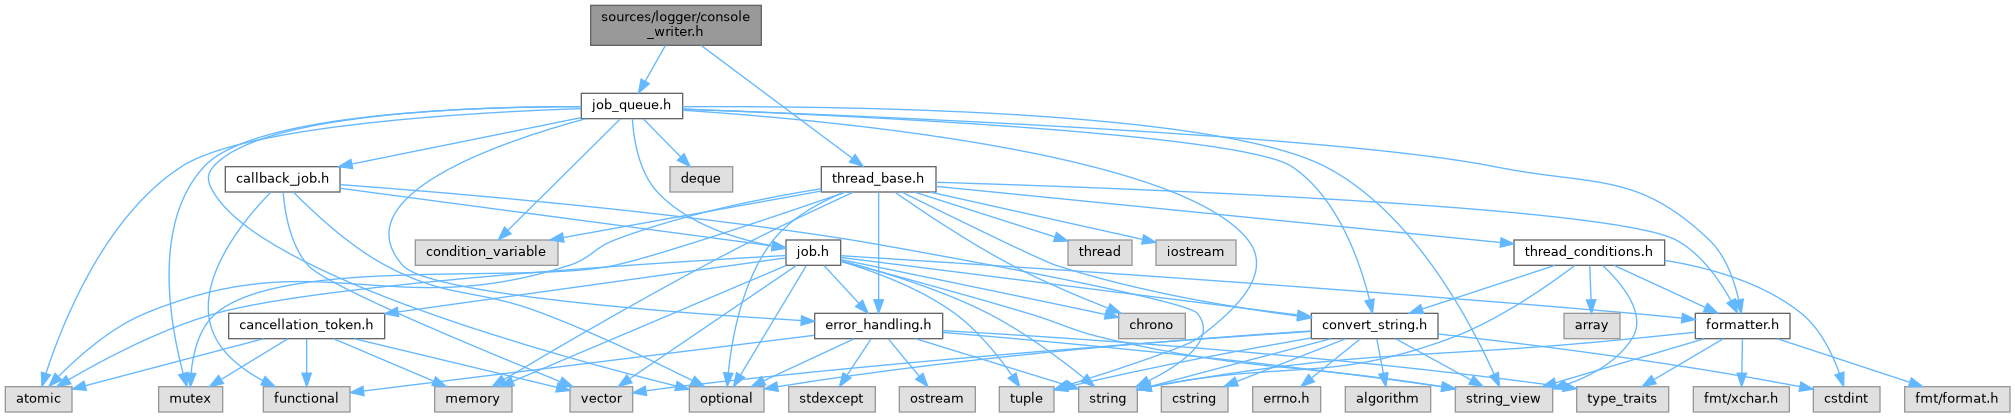 sources/logger/console
_writer.h
job_queue.h
callback_job.h
deque
thread_base.h
condition_variable
job.h
thread
iostream
thread_conditions.h
cancellation_token.h
error_handling.h
chrono
convert_string.h
array
formatter.h
atomic
mutex
functional
memory
vector
optional
stdexcept
ostream
tuple
string
cstring
errno.h
algorithm
string_view
type_traits
fmt/xchar.h
cstdint
fmt/format.h